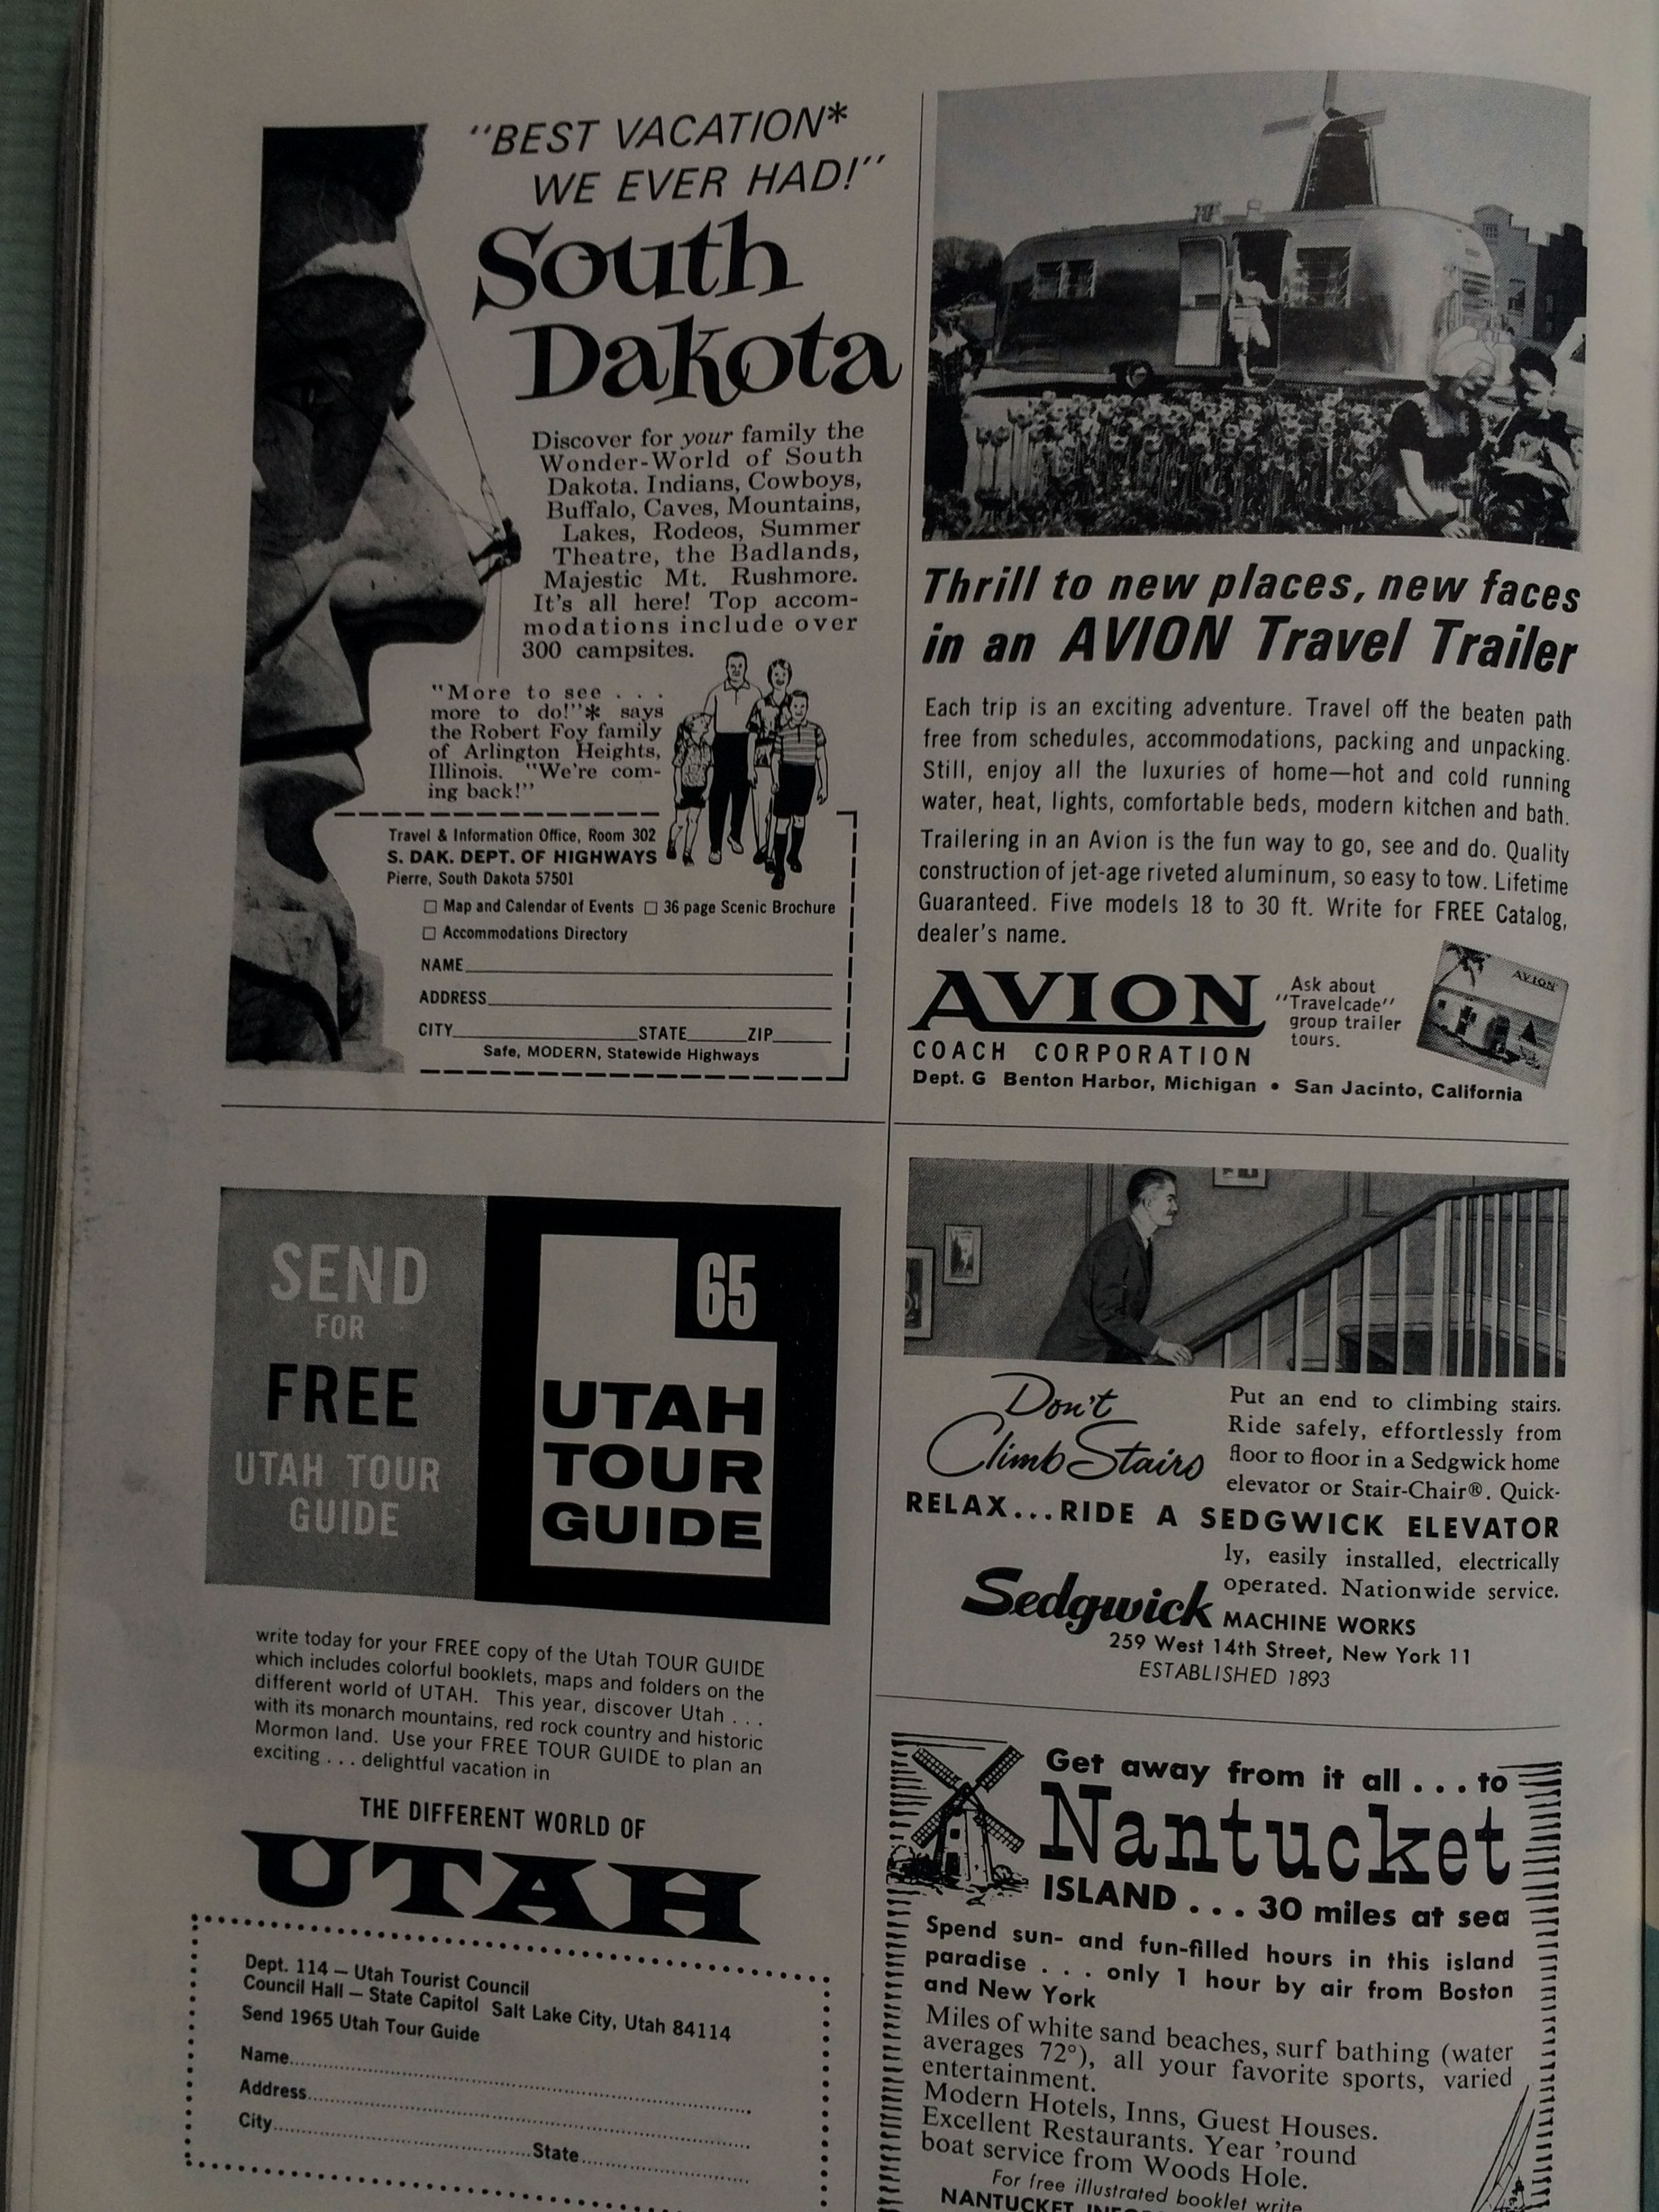 "BEST VACATION*
WE EVER HAD!"
South
Dakota
Discover for your family the
Wonder-World of South
Dakota. Indians, Cowboys,
Buffalo, Caves, Mountains,
Lakes, Rodeos, Summer
Theatre, the Badlands,
Majestic Mt. Rushmore.
It's all here! Top accom-
modations include over
300 campsites.
"More to see . . .
more to do!"* says
the Robert Foy family
of Arlington Heights,
Illinois. "We're com-
ing back!"
Travel & Information Office, Room 302
S. DAK. DEPT. OF HIGHWAYS
Pierre, South Dakota 57501
□ Map and Calendar of Events □ 36 page Scenic Brochure
□ Accommodations Directory
NAME
ADDRESS
CITY STATE ZIP
Safe, MODERN, Statewide Highways
Thrill to new places, new faces
in an AVION Travel Trailer
Each trip is an exciting adventure. Travel off the beaten path
free from schedules, accommodations, packing and unpacking.
Still, enjoy all the luxuries of home—hot and cold running
water, heat, lights, comfortable beds, modern kitchen and bath.
Trailering in an Avion is the fun way to go, see and do. Quality
construction of jet-age riveted aluminum, so easy to tow. Lifetime
Guaranteed. Five models 18 to 30 ft. Write for FREE Catalog,
dealer's name.
AVION
COACH CORPORATION
Ask about
"Travelcade"
group trailer
tours.
AVION
Dept. G Benton Harbor, Michigan • San Jacinto, California
SEND
FOR
FREE
UTAH TOUR
GUIDE
65
UTAH
TOUR
GUIDE
write today for your FREE copy of the Utah TOUR GUIDE
which includes colorful booklets, maps and folders on the
different world of UTAH. This year, discover Utah . . .
with its monarch mountains, red rock country and historic
Mormon land. Use your FREE TOUR GUIDE to plan an
exciting . . . delightful vacation in
THE DIFFERENT WORLD OF
UTAH
Dept. 114 — Utah Tourist Council
Council Hall — State Capitol Salt Lake City, Utah 84114
Send 1965 Utah Tour Guide
Name
Address
City State
Don't
Climb Stairs
Put an end to climbing stairs.
Ride safely, effortlessly from
floor to floor in a Sedgwick home
elevator or Stair-Chair®. Quick-
RELAX...RIDE A SEDGWICK ELEVATOR
ly, easily installed, electrically
operated. Nationwide service.
Sedgwick MACHINE WORKS
259 West 14th Street, New York 11
ESTABLISHED 1893
Get away from it all . . . to
Nantucket
ISLAND . . . 30 miles at sea
Spend sun- and fun-filled hours in this island
paradise . . . only 1 hour by air from Boston
and New York
Miles of white sand beaches, surf bathing (water
averages 72°), all your favorite sports, varied
entertainment.
Modern Hotels, Inns, Guest Houses.
Excellent Restaurants. Year 'round
boat service from Woods Hole.
For free illustrated booklet write
NANTUCKET